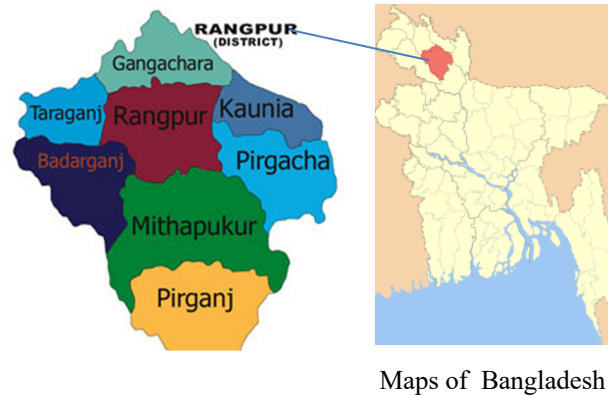 RANGPUR
(DISTRICT)
Gangachara
Taraganj
Rangpur
Kaunia
Badarganj
Pirgacha
Mithapukur
Pirganj
Maps of Bangladesh